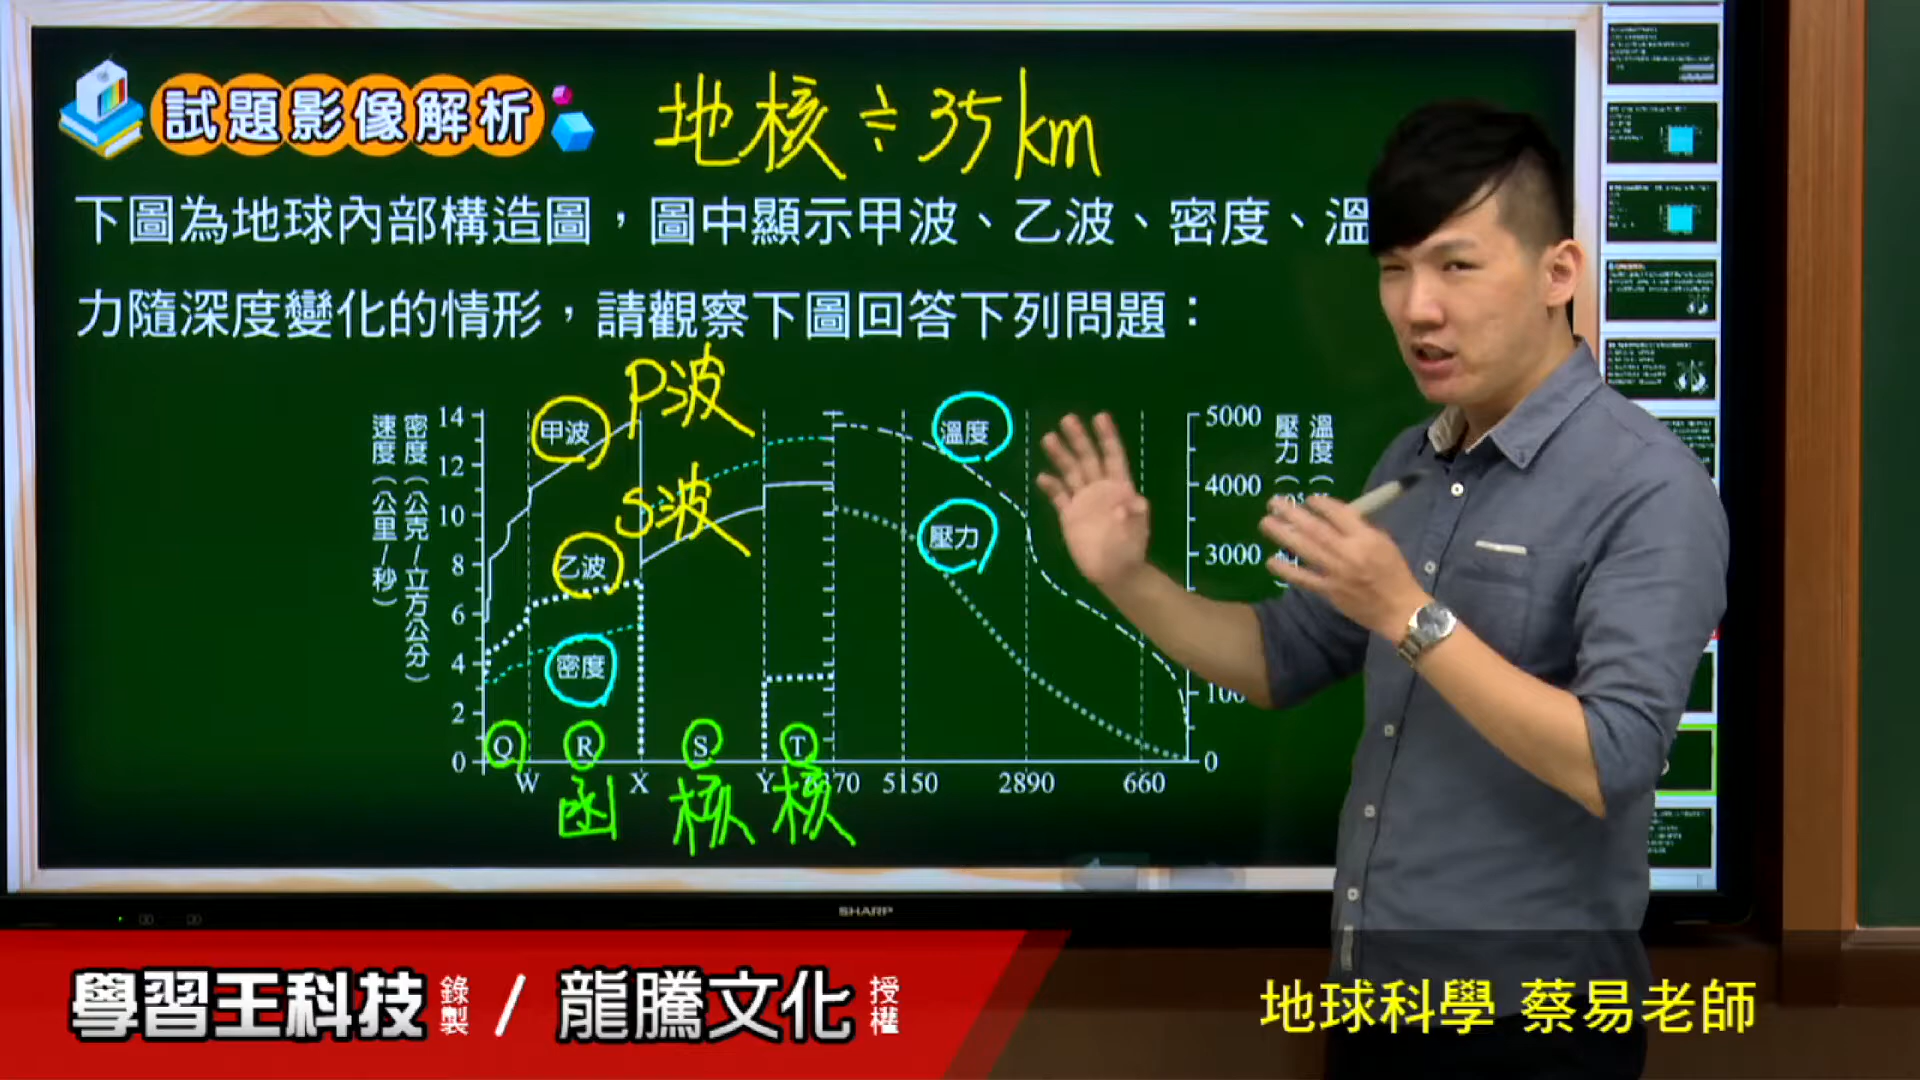 試題影像解析
地核÷35km
下圖為地球內部構造圖，圖中顯示甲波、乙波、密度、溫
力隨深度變化的情形，請觀察下圖回答下列問題：
P波
S波
速度（公里/秒）
密度（公克/立方公分）
14
12
10
8
6
4
2
0
甲波
乙波
密度
溫度
壓力
5000
4000
3000
0
壓力
溫度
Q R S T
W X Y 6370 5150 2890 660
函 核 核
SHARP
學習王科技 錄製 / 龍騰文化 授權
地球科學 蔡易老師